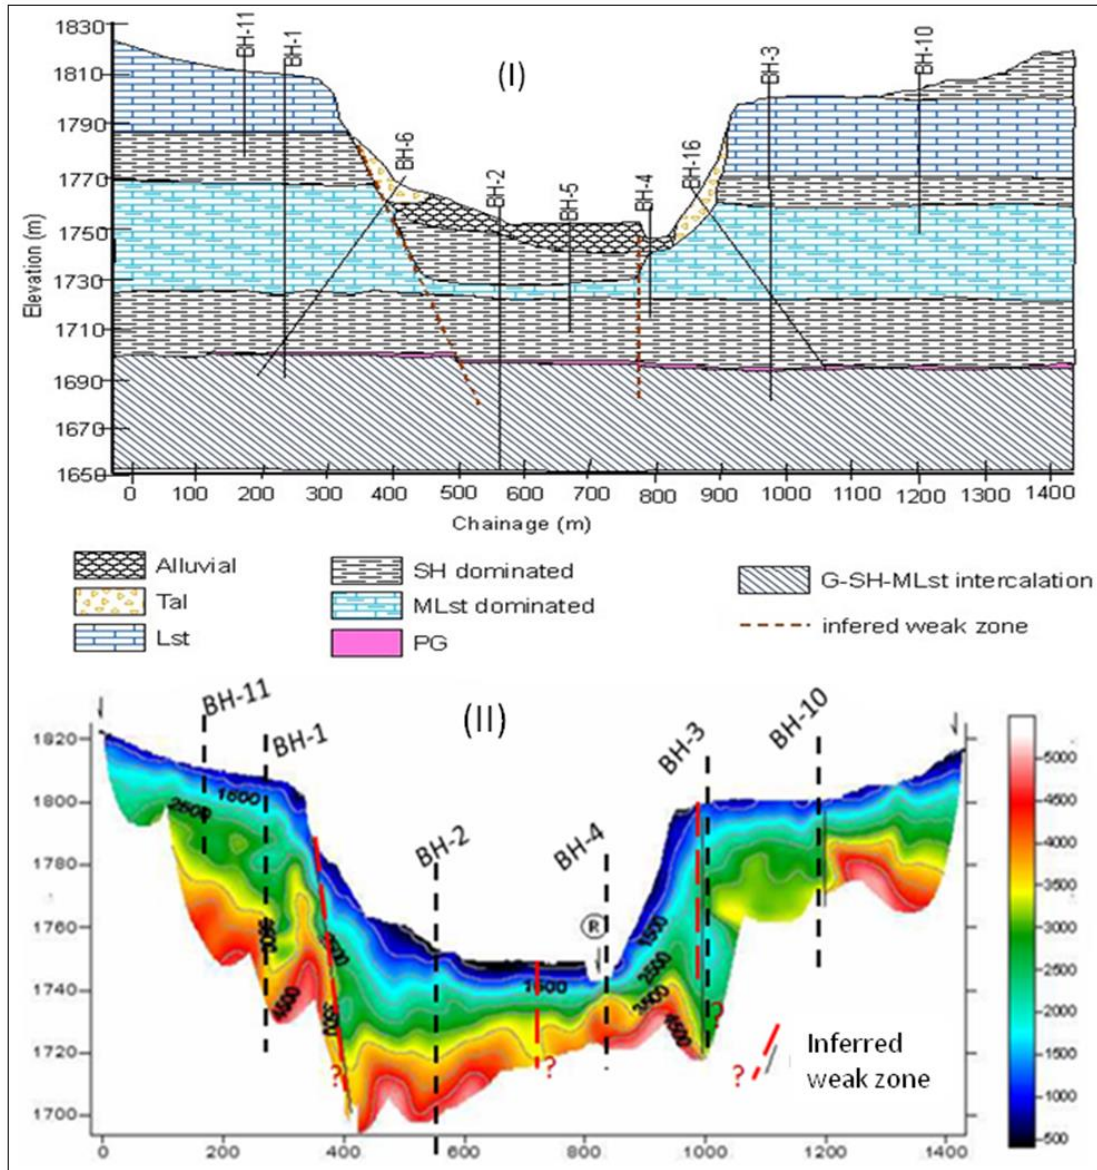 (I)
BH-11
BH-1
BH-6
BH-2
BH-5
BH-4
BH-16
BH-3
BH-10
Elevation (m)
1830
1810
1790
1770
1750
1730
1710
1690
1670
1650
0 100 200 300 400 500 600 700 800 900 1000 1100 1200 1300 1400
Chainage (m)
Alluvial
Tal
Lst
SH dominated
MLst dominated
PG
G-SH-MLst intercalation
infered weak zone
(II)
BH-11
BH-1
BH-2
BH-4
BH-3
BH-10
R
1820
1800
1780
1760
1740
1720
1700
0 200 400 600 800 1000 1200 1400
1500
2500
4500
3500
1500
1500
2500
3500
4500
?
?
?
? Inferred
weak zone
5000
4500
4000
3500
3000
2500
2000
1500
1000
500